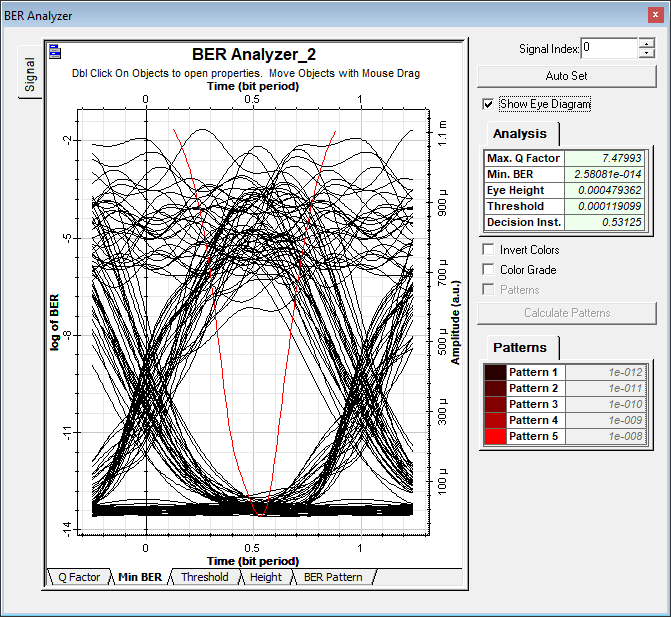 BER Analyzer
x
Signal
BER Analyzer_2
Dbl Click On Objects to open properties. Move Objects with Mouse Drag
Time (bit period)
0 0.5 1
log of BER
-2
-5
-8
-11
-14
Amplitude (a.u.)
1.1 m
900 µ
700 µ
500 µ
300 µ
100 µ
0 0.5 1
Time (bit period)
Q Factor Min BER Threshold Height BER Pattern
Signal Index: 0
Auto Set
Show Eye Diagram
Analysis
Max. Q Factor 7.47993
Min. BER 2.58081e-014
Eye Height 0.000479362
Threshold 0.000119099
Decision Inst. 0.53125
Invert Colors
Color Grade
Patterns
Calculate Patterns
Patterns
Pattern 1 1e-012
Pattern 2 1e-011
Pattern 3 1e-010
Pattern 4 1e-009
Pattern 5 1e-008